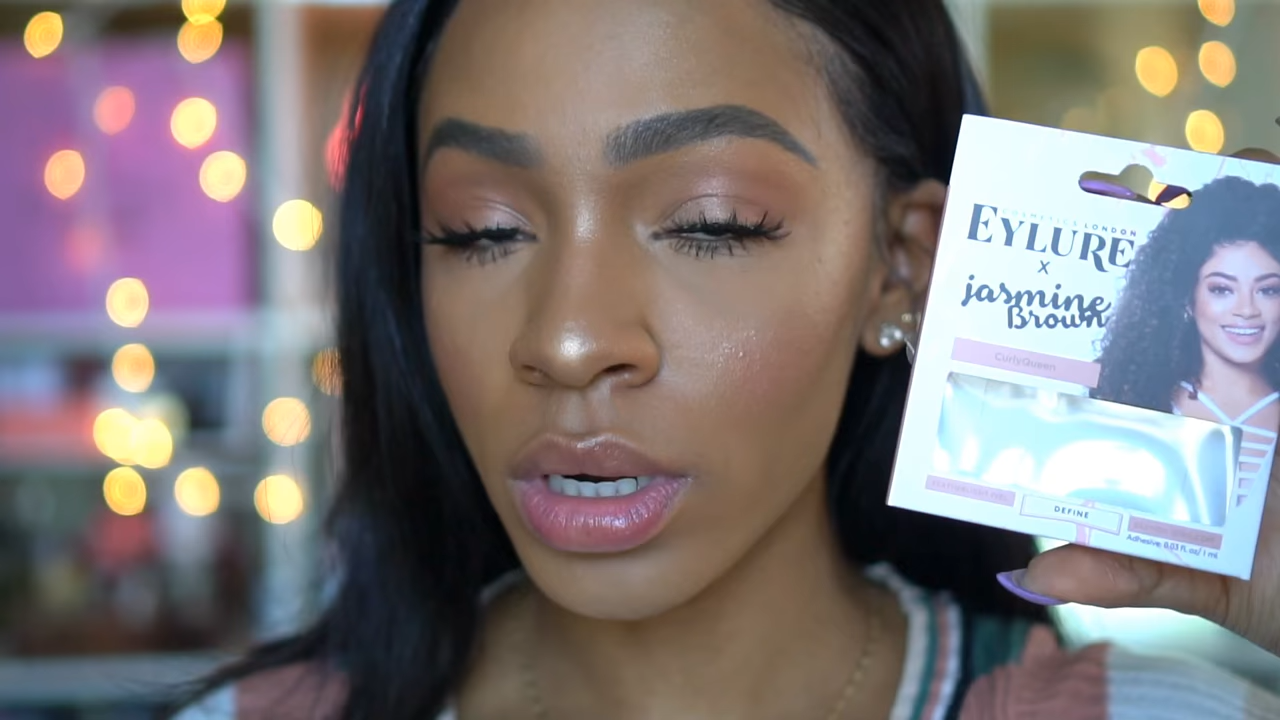 COSMETICS LONDON
EYLURE
x
jasmine
Brown
CurlyQueen
DEFINE
Adhesive: 0.03 fl. oz/ 1 ml